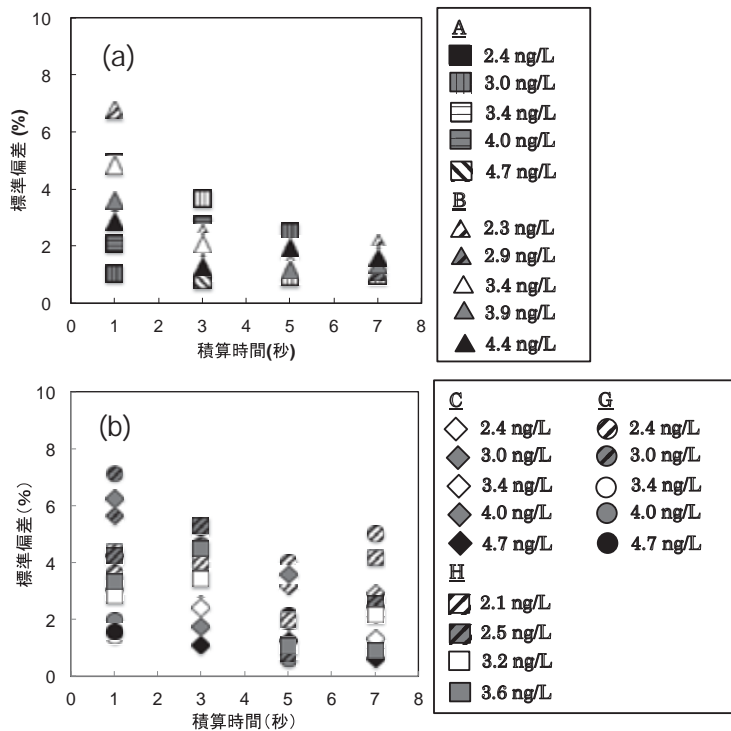 (a)
10
8
6
4
2
0
標準偏差 (%)
0 1 2 3 4 5 6 7 8
積算時間(秒)
A
2.4 ng/L
3.0 ng/L
3.4 ng/L
4.0 ng/L
4.7 ng/L
B
2.3 ng/L
2.9 ng/L
3.4 ng/L
3.9 ng/L
4.4 ng/L
(b)
10
8
6
4
2
0
標準偏差(%)
0 1 2 3 4 5 6 7 8
積算時間(秒)
C
2.4 ng/L
3.0 ng/L
3.4 ng/L
4.0 ng/L
4.7 ng/L
G
2.4 ng/L
3.0 ng/L
3.4 ng/L
4.0 ng/L
4.7 ng/L
H
2.1 ng/L
2.5 ng/L
3.2 ng/L
3.6 ng/L